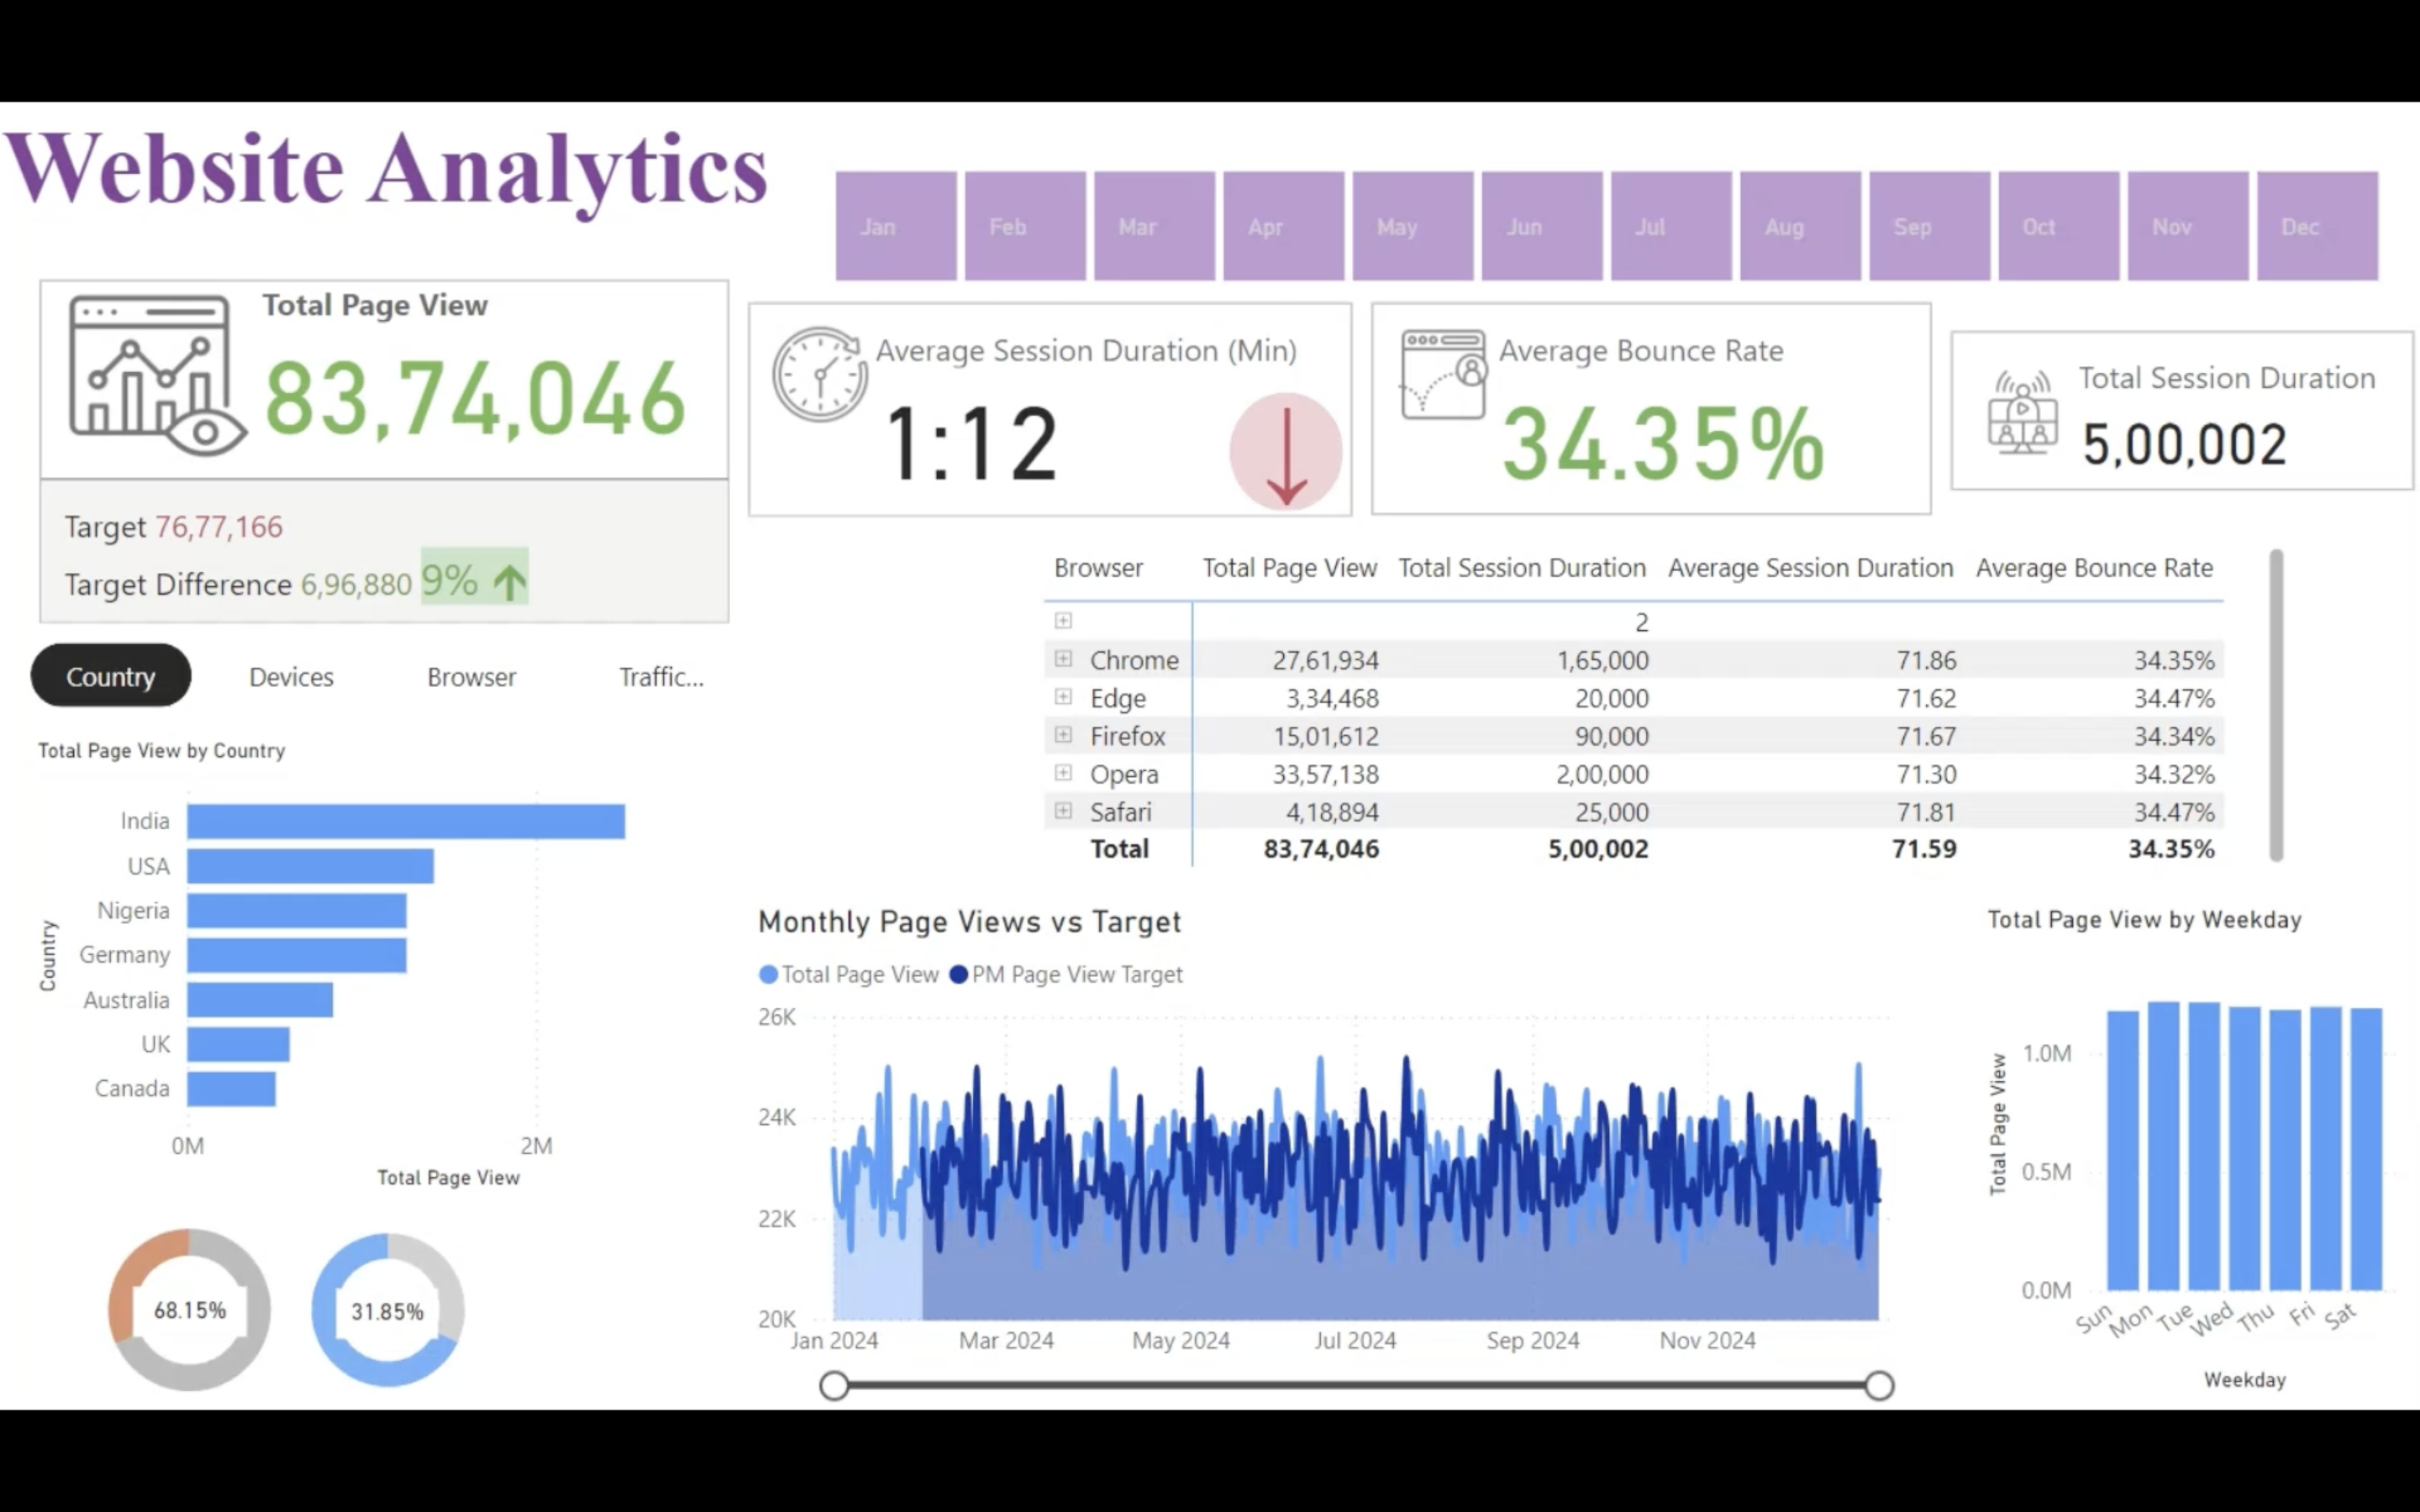 Website Analytics
Jan Feb Mar Apr May Jun Jul Aug Sep Oct Nov Dec
Total Page View
83,74,046
Target 76,77,166
Target Difference 6,96,880 9%
Average Session Duration (Min)
1:12
Average Bounce Rate
34.35%
Total Session Duration
5,00,002
Country Devices Browser Traffic...
Browser Total Page View Total Session Duration Average Session Duration Average Bounce Rate
2
Chrome 27,61,934 1,65,000 71.86 34.35%
Edge 3,34,468 20,000 71.62 34.47%
Firefox 15,01,612 90,000 71.67 34.34%
Opera 33,57,138 2,00,000 71.30 34.32%
Safari 4,18,894 25,000 71.81 34.47%
Total 83,74,046 5,00,002 71.59 34.35%
Total Page View by Country
Country
India
USA
Nigeria
Germany
Australia
UK
Canada
0M 2M
Total Page View
68.15% 31.85%
Monthly Page Views vs Target
Total Page View PM Page View Target
26K
24K
22K
20K
Jan 2024 Mar 2024 May 2024 Jul 2024 Sep 2024 Nov 2024
Total Page View by Weekday
Total Page View
1.0M
0.5M
0.0M
Sun Mon Tue Wed Thu Fri Sat
Weekday